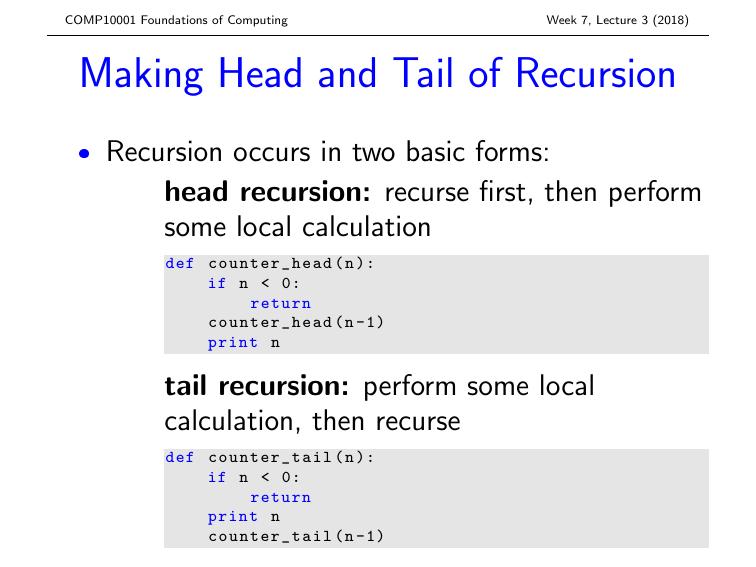 COMP10001 Foundations of Computing
Week 7, Lecture 3 (2018)
Making Head and Tail of Recursion
• Recursion occurs in two basic forms:
head recursion: recurse first, then perform
some local calculation
def counter_head(n):
    if n < 0:
        return
    counter_head(n-1)
    print n
tail recursion: perform some local
calculation, then recurse
def counter_tail(n):
    if n < 0:
        return
    print n
    counter_tail(n-1)